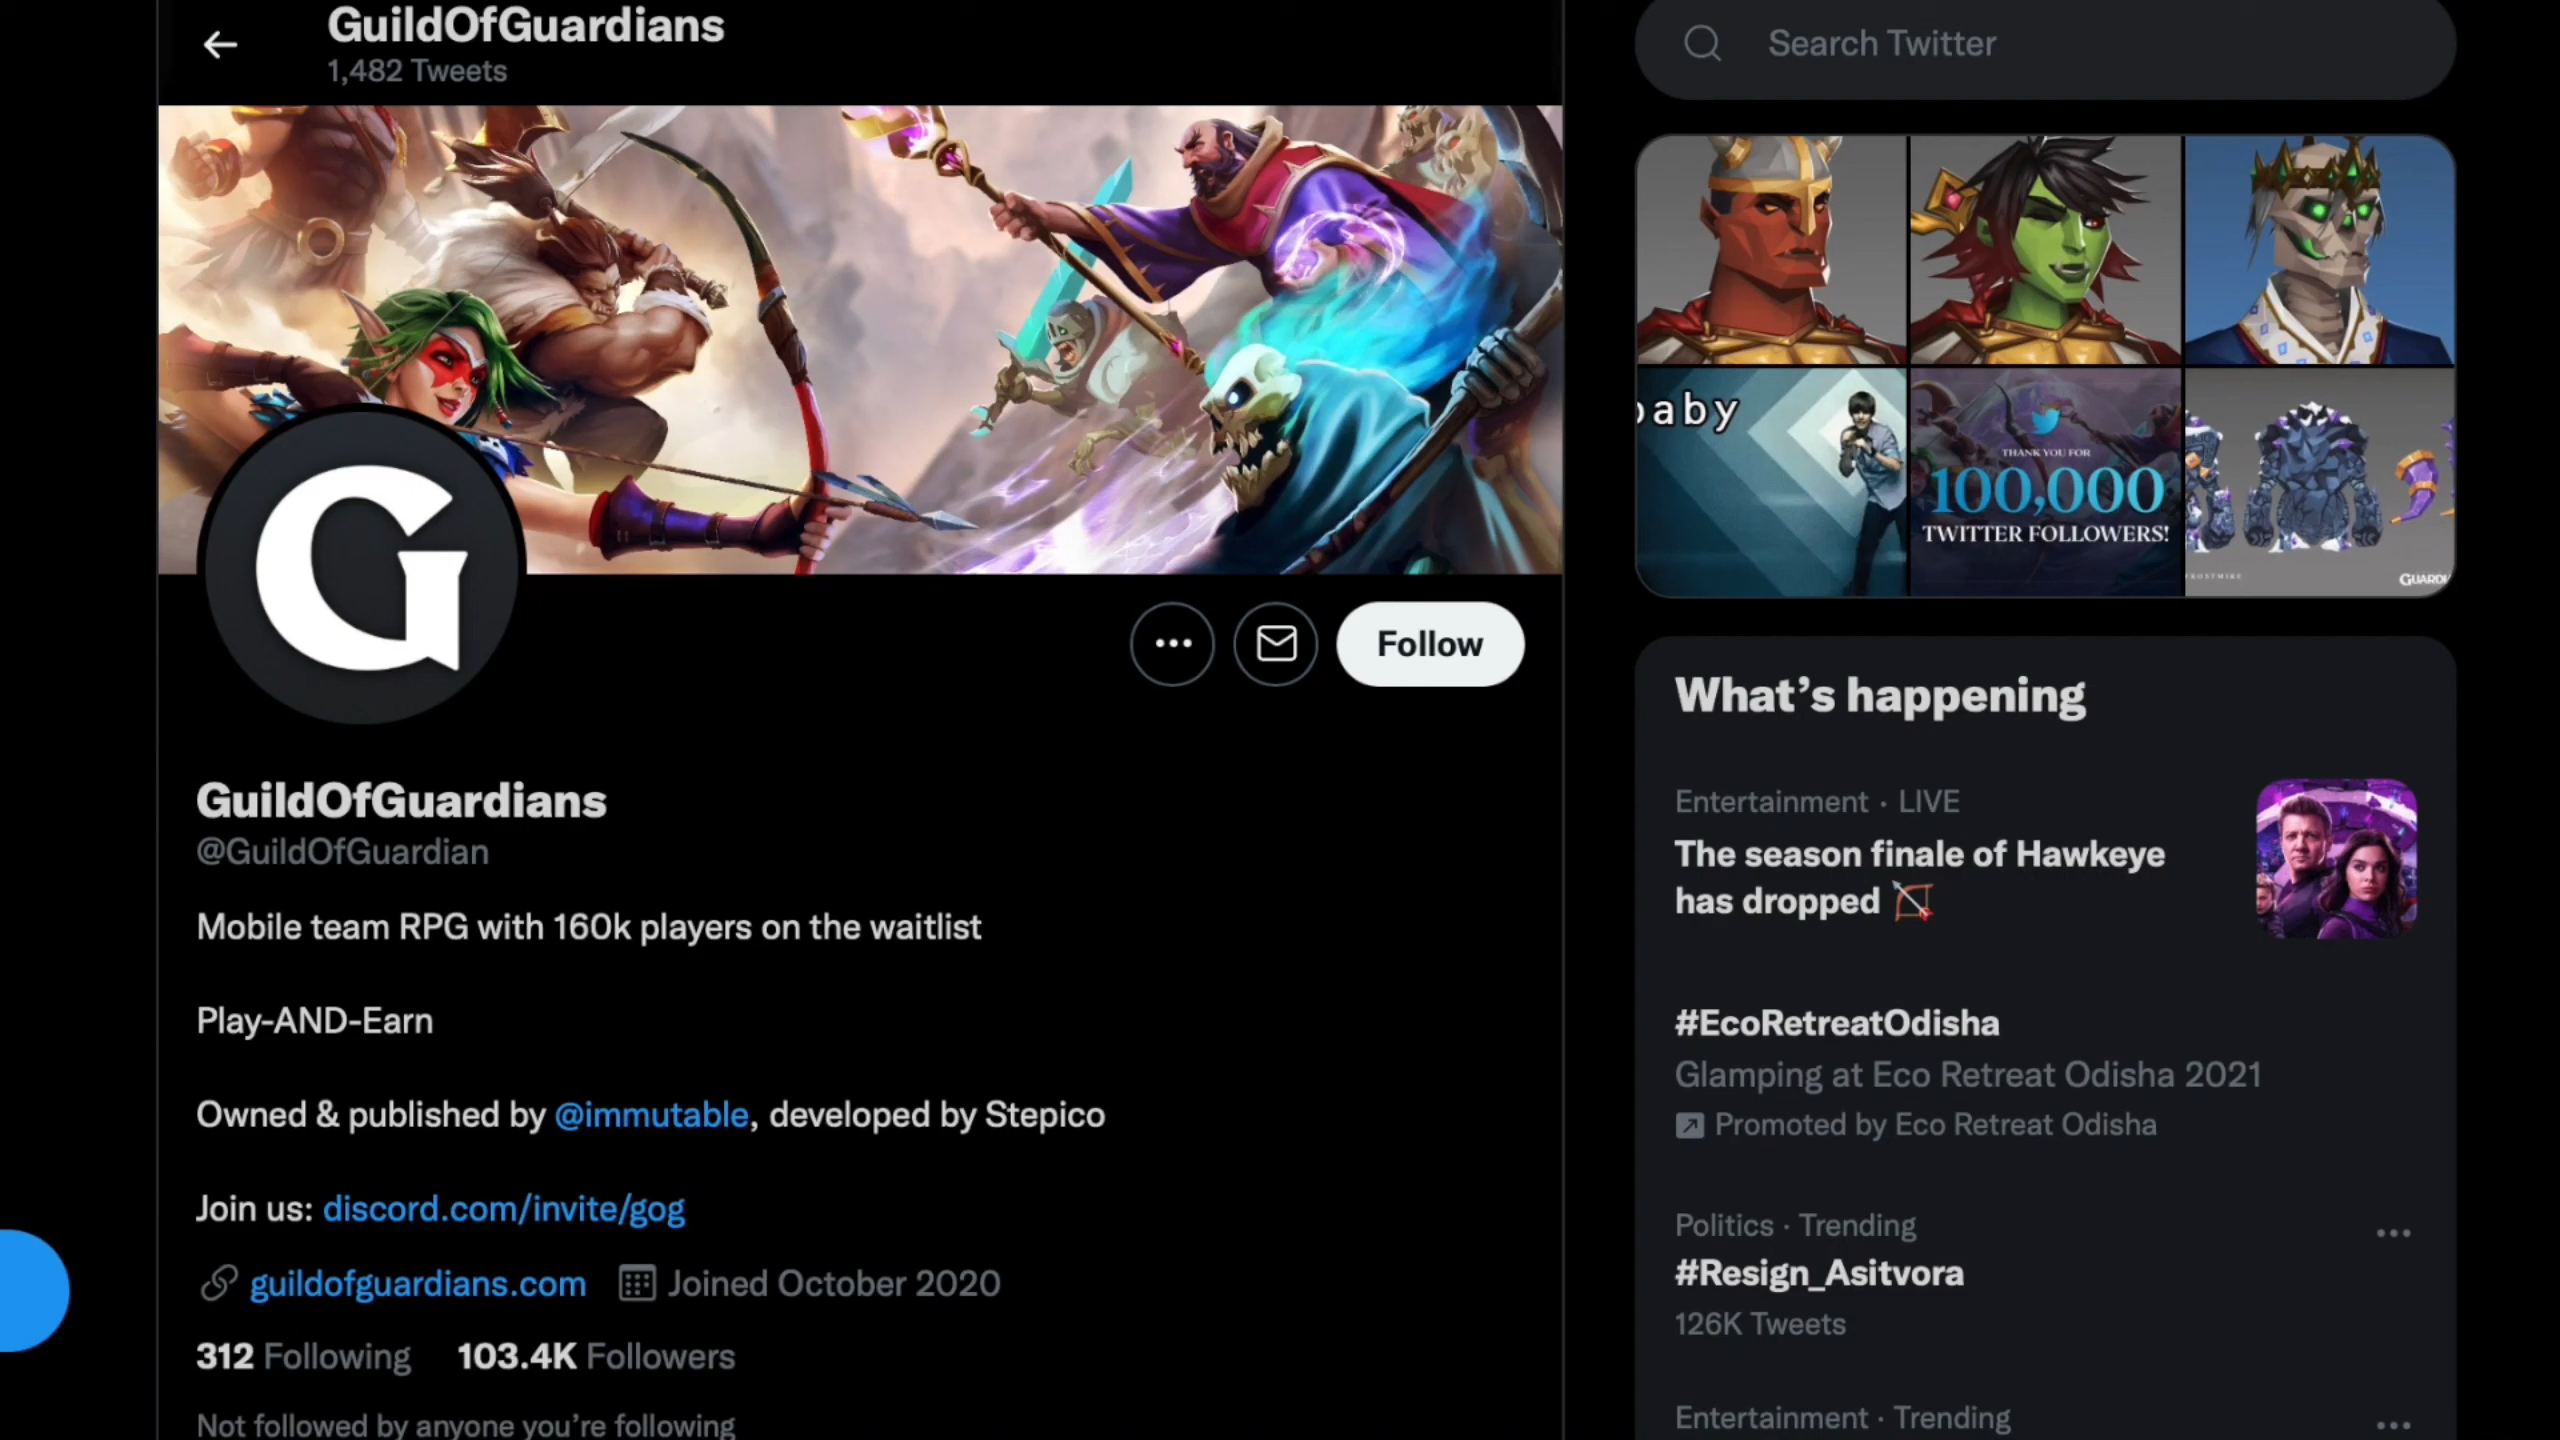 GuildOfGuardians
1,482 Tweets
G
Follow
GuildOfGuardians
@GuildOfGuardian
Mobile team RPG with 160k players on the waitlist
Play-AND-Earn
Owned & published by @immutable, developed by Stepico
Join us: discord.com/invite/gog
guildofguardians.com Joined October 2020
312 Following 103.4K Followers
Not followed by anyone you’re following
Search Twitter
baby
THANK YOU FOR
100,000
TWITTER FOLLOWERS!
What’s happening
Entertainment · LIVE
The season finale of Hawkeye
has dropped
#EcoRetreatOdisha
Glamping at Eco Retreat Odisha 2021
Promoted by Eco Retreat Odisha
Politics · Trending
#Resign_Asitvora
126K Tweets
Entertainment · Trending